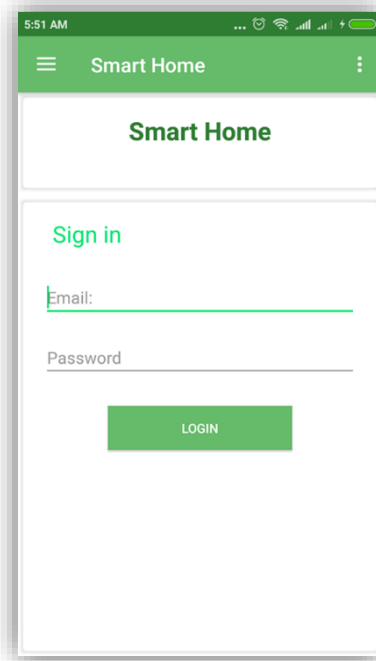 5:51 AM ...
Smart Home
Smart Home
Sign in
Email:
Password
LOGIN